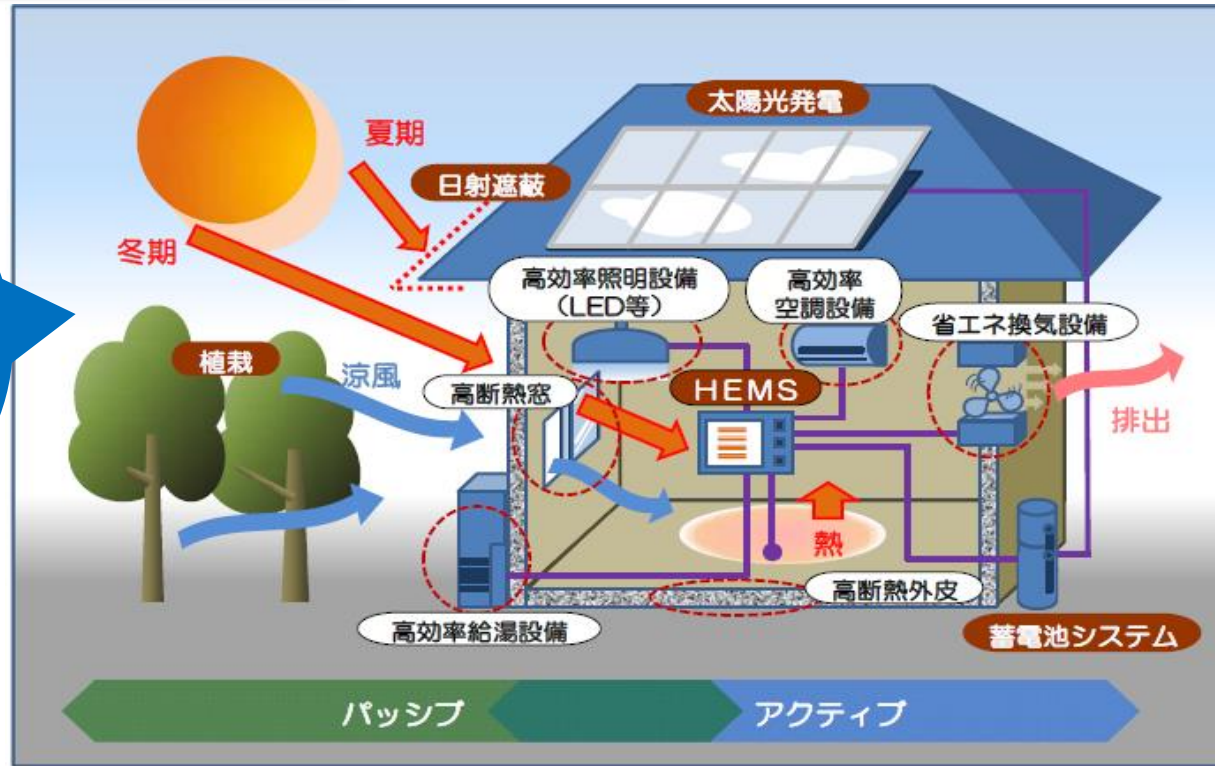 太陽光発電
夏期
日射遮蔽
冬期
高効率照明設備
（LED等）
高効率
空調設備
省エネ換気設備
植栽
涼風
高断熱窓
HEMS
排出
熱
高断熱外皮
高効率給湯設備
蓄電池システム
パッシブ
アクティブ